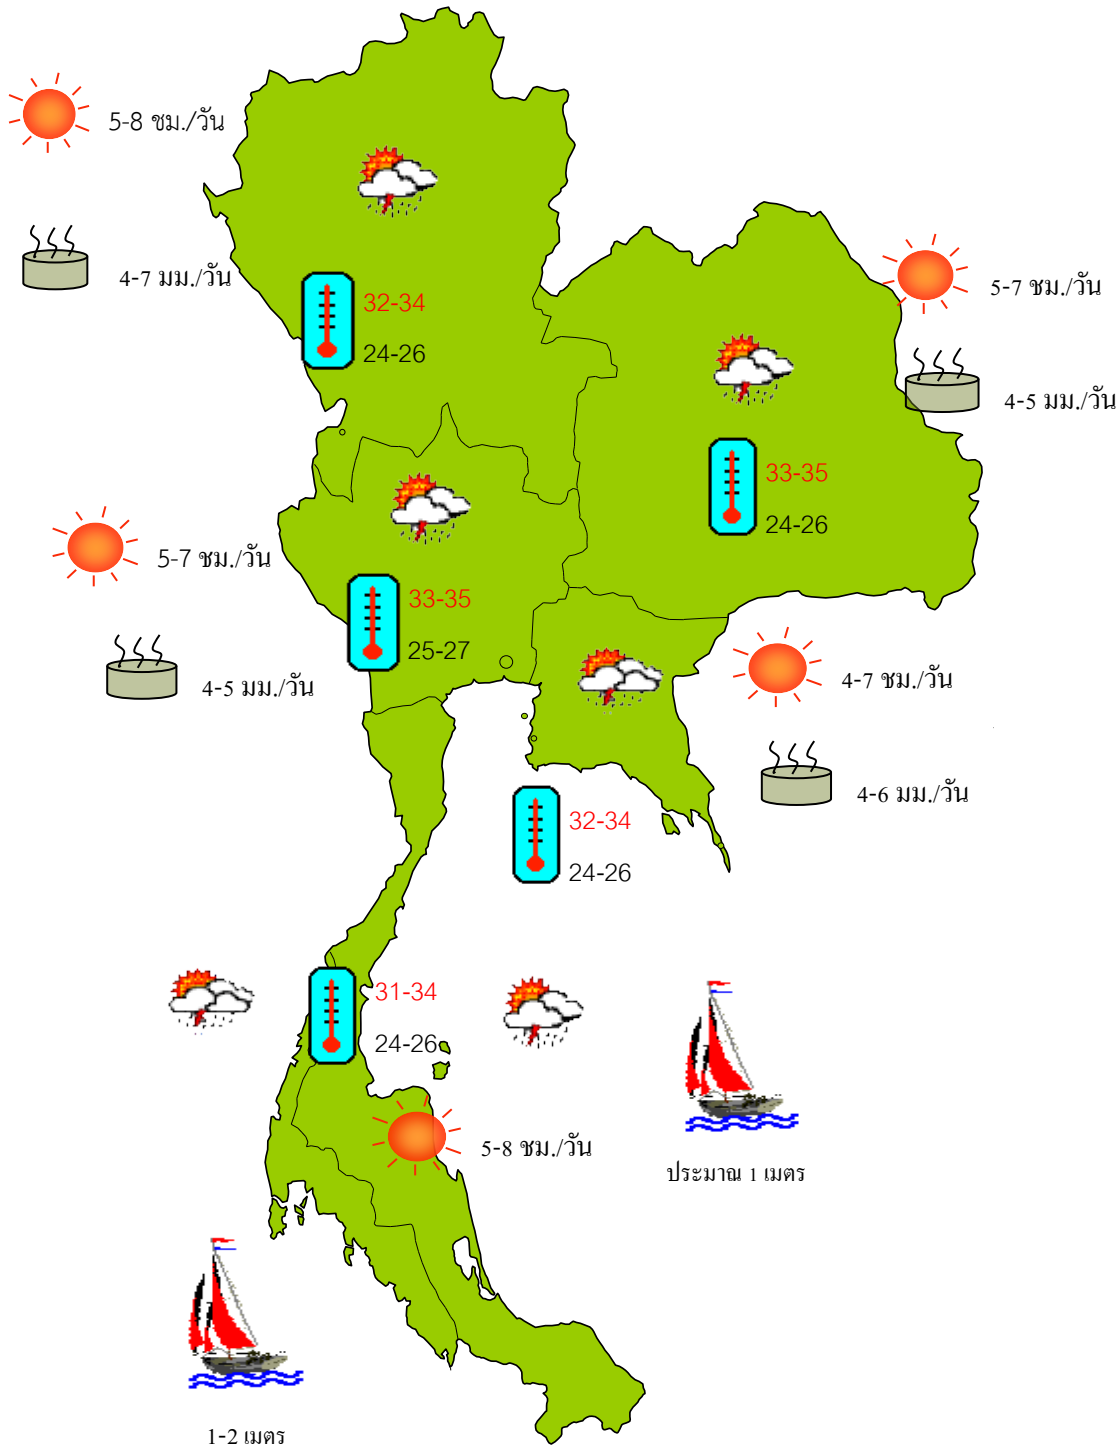 5-8 ชม./วัน
4-7 มม./วัน
32-34
24-26
5-7 ชม./วัน
4-5 มม./วัน
33-35
24-26
5-7 ชม./วัน
4-5 มม./วัน
33-35
25-27
4-7 ชม./วัน
4-6 มม./วัน
32-34
24-26
31-34
24-26
5-8 ชม./วัน
ประมาณ 1 เมตร
1-2 เมตร